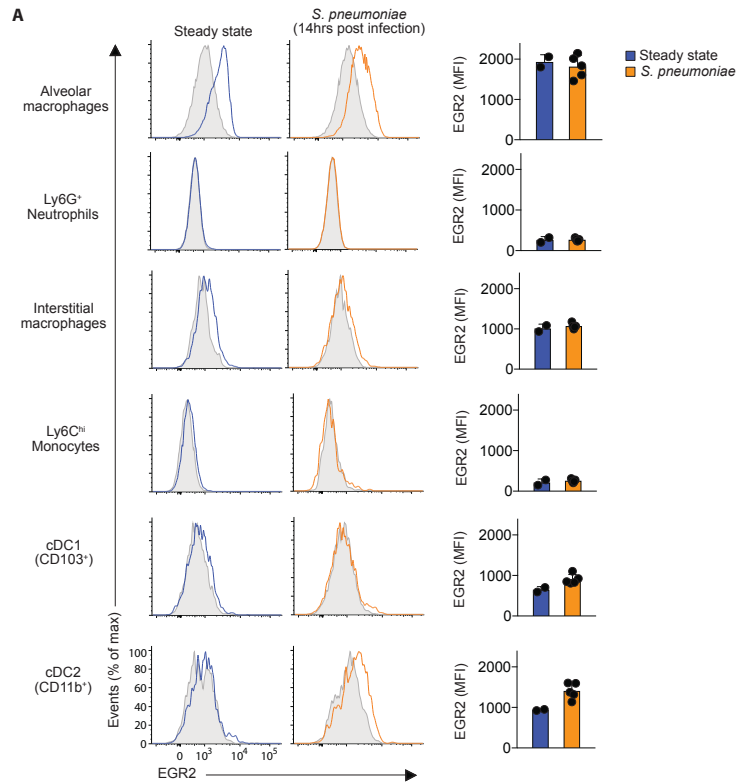 A
Steady state
S. pneumoniae
(14hrs post infection)
Alveolar
macrophages
EGR2 (MFI)
2000
1000
0
Steady state
S. pneumoniae
Ly6G⁺
Neutrophils
EGR2 (MFI)
2000
1000
0
Interstitial
macrophages
EGR2 (MFI)
2000
1000
0
Ly6Cʰⁱ
Monocytes
EGR2 (MFI)
2000
1000
0
cDC1
(CD103⁺)
EGR2 (MFI)
2000
1000
0
cDC2
(CD11b⁺)
Events (% of max)
100
80
60
40
20
0
0 10³ 10⁴ 10⁵
EGR2
EGR2 (MFI)
2000
1000
0